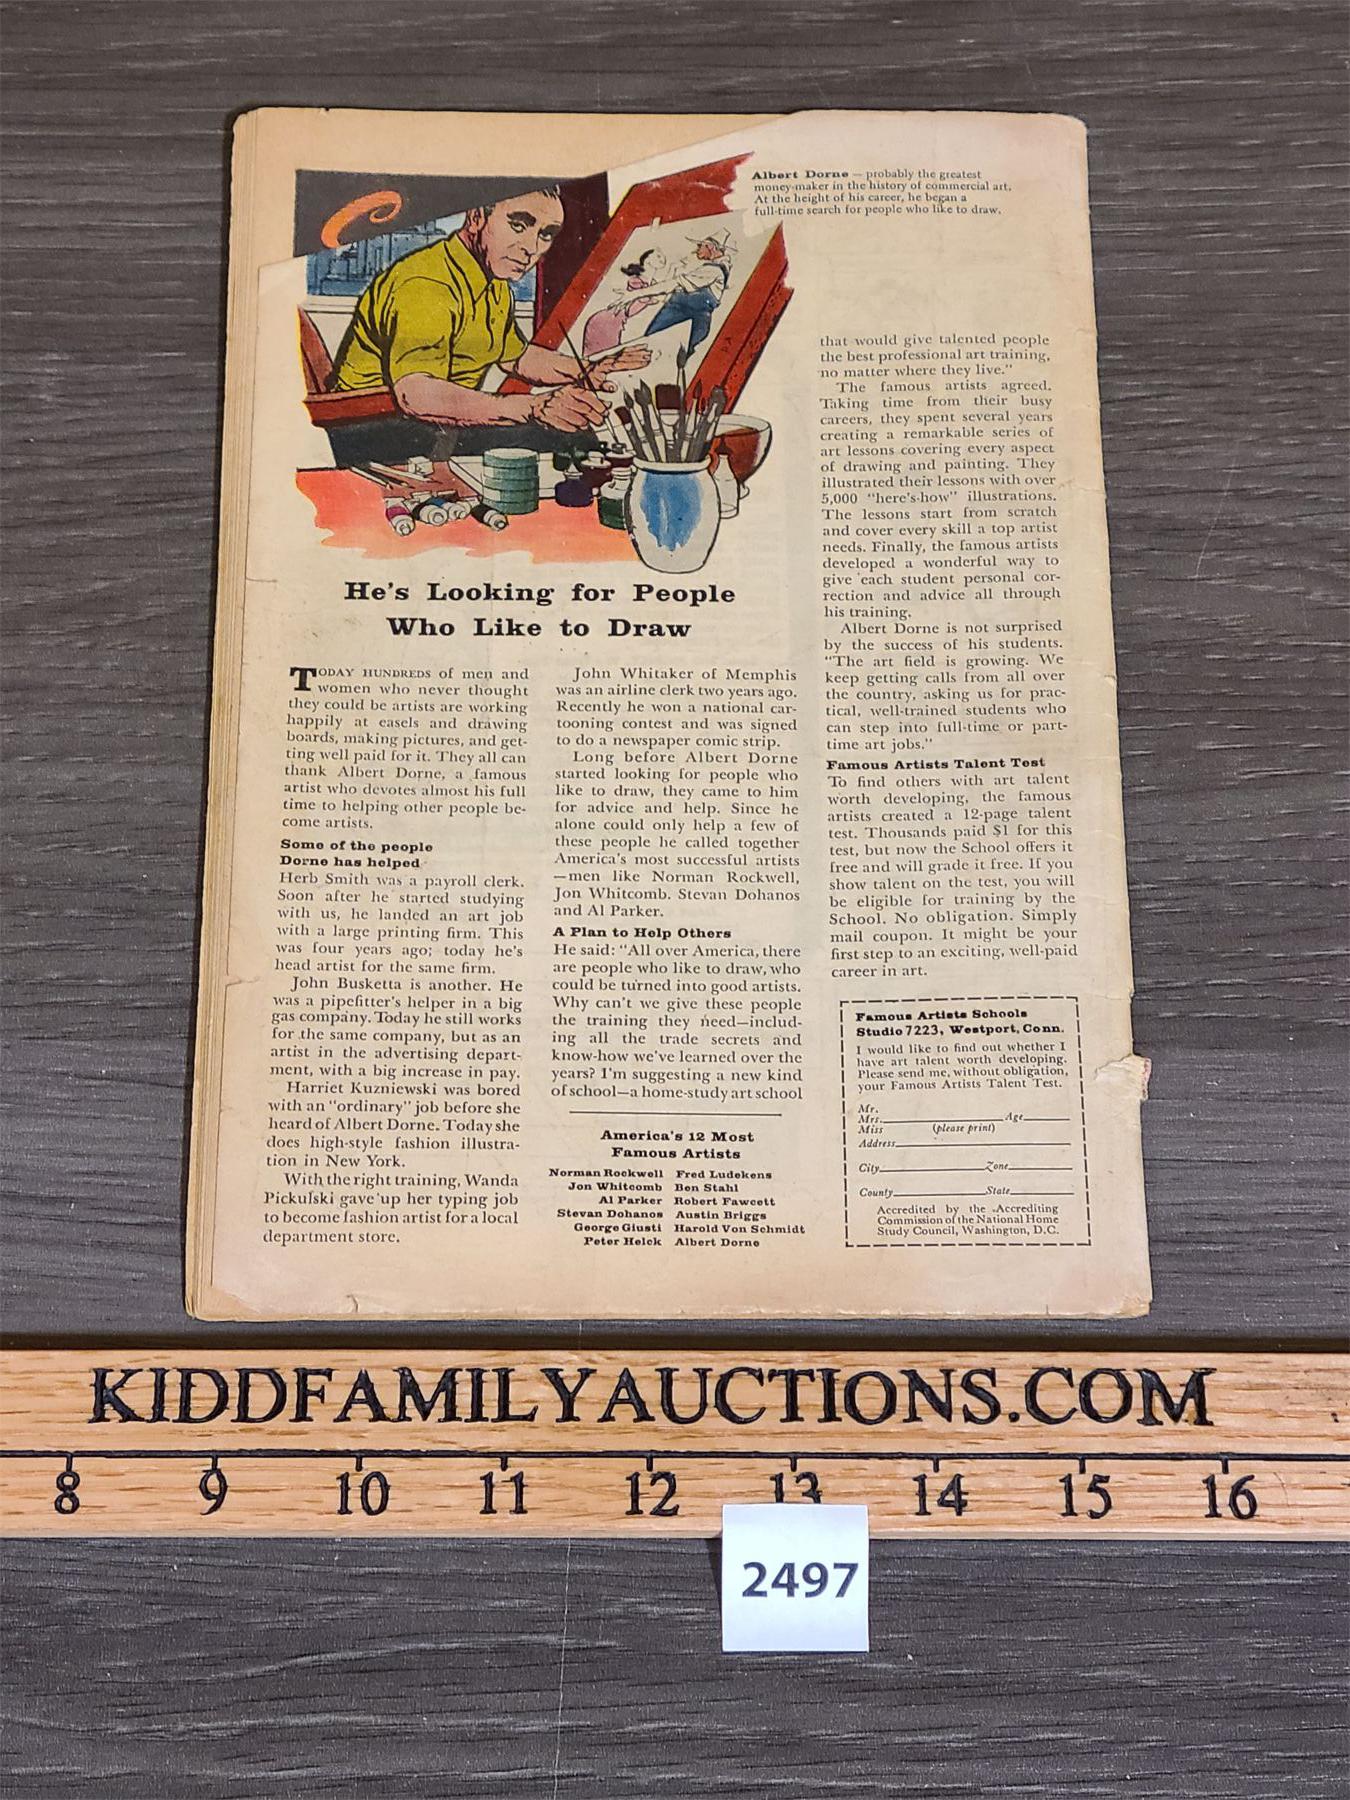 Albert Dorne — probably the greatest
money-maker in the history of commercial art.
At the height of his career, he began a
full-time search for people who like to draw.
He's Looking for People
Who Like to Draw
TODAY HUNDREDS of men and
women who never thought
they could be artists are working
happily at easels and drawing
boards, making pictures, and get-
ting well paid for it. They all can
thank Albert Dorne, a famous
artist who devotes almost his full
time to helping other people be-
come artists.
Some of the people
Dorne has helped
Herb Smith was a payroll clerk.
Soon after he started studying
with us, he landed an art job
with a large printing firm. This
was four years ago; today he's
head artist for the same firm.
John Busketta is another. He
was a pipefitter's helper in a big
gas company. Today he still works
for the same company, but as an
artist in the advertising depart-
ment, with a big increase in pay.
Harriet Kuzniewski was bored
with an "ordinary" job before she
heard of Albert Dorne. Today she
does high-style fashion illustra-
tion in New York.
With the right training, Wanda
Pickulski gave up her typing job
to become fashion artist for a local
department store.
John Whitaker of Memphis
was an airline clerk two years ago.
Recently he won a national car-
tooning contest and was signed
to do a newspaper comic strip.
Long before Albert Dorne
started looking for people who
like to draw, they came to him
for advice and help. Since he
alone could only help a few of
these people he called together
America's most successful artists
—men like Norman Rockwell,
Jon Whitcomb. Stevan Dohanos
and Al Parker.
A Plan to Help Others
He said: "All over America, there
are people who like to draw, who
could be turned into good artists.
Why can't we give these people
the training they need—includ-
ing all the trade secrets and
know-how we've learned over the
years? I'm suggesting a new kind
of school—a home-study art school
America's 12 Most
Famous Artists
Norman Rockwell Fred Ludekens
Jon Whitcomb Ben Stahl
Al Parker Robert Fawcett
Stevan Dohanos Austin Briggs
George Giusti Harold Von Schmidt
Peter Helck Albert Dorne
that would give talented people
the best professional art training,
no matter where they live."
The famous artists agreed.
Taking time from their busy
careers, they spent several years
creating a remarkable series of
art lessons covering every aspect
of drawing and painting. They
illustrated their lessons with over
5,000 "here's-how" illustrations.
The lessons start from scratch
and cover every skill a top artist
needs. Finally, the famous artists
developed a wonderful way to
give each student personal cor-
rection and advice all through
his training.
Albert Dorne is not surprised
by the success of his students.
"The art field is growing. We
keep getting calls from all over
the country, asking us for prac-
tical, well-trained students who
can step into full-time or part-
time art jobs."
Famous Artists Talent Test
To find others with art talent
worth developing, the famous
artists created a 12-page talent
test. Thousands paid $1 for this
test, but now the School offers it
free and will grade it free. If you
show talent on the test, you will
be eligible for training by the
School. No obligation. Simply
mail coupon. It might be your
first step to an exciting, well-paid
career in art.
Famous Artists Schools
Studio 7223, Westport, Conn.
I would like to find out whether I
have art talent worth developing.
Please send me, without obligation,
your Famous Artists Talent Test.
Mr.
Mrs. Age
Miss (please print)
Address
City Zone
County State
Accredited by the Accrediting
Commission of the National Home
Study Council, Washington, D.C.
KIDDFAMILYAUCTIONS.COM
8 9 10 11 12 13 14 15 16
2497